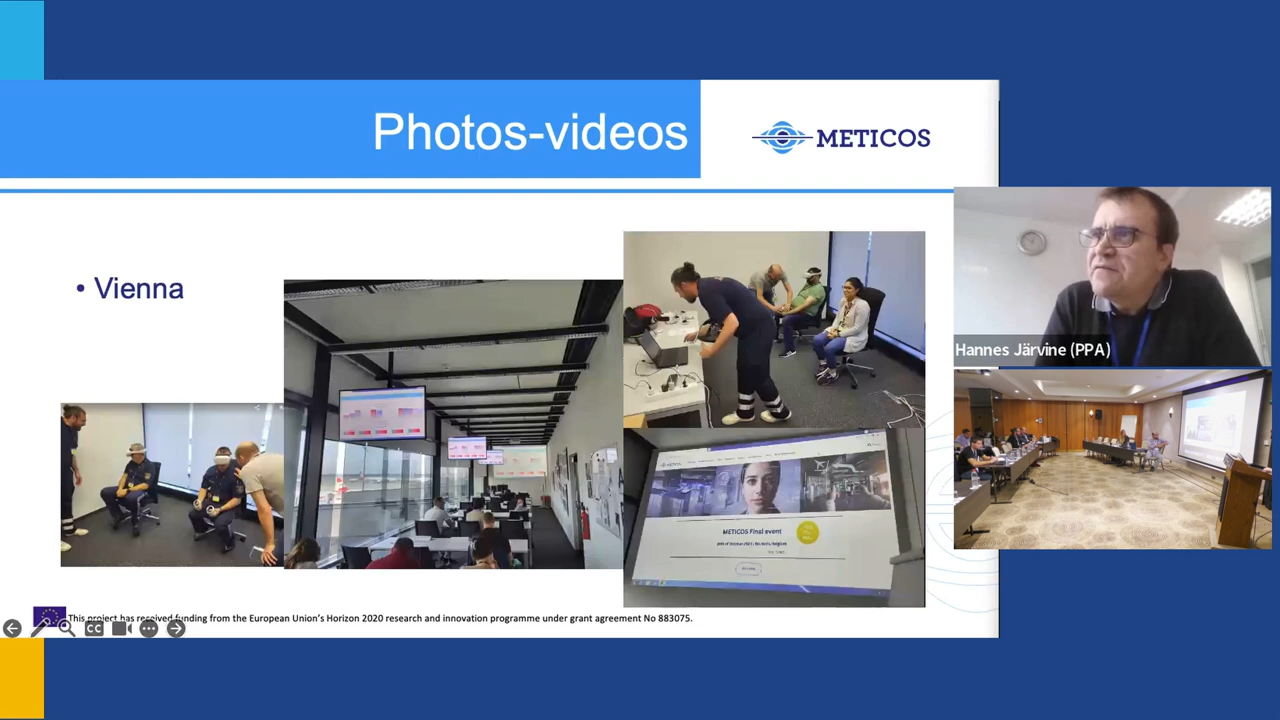 Photos-videos
METICOS
• Vienna
METICOS Final event
Hannes Järvine (PPA)
This project has received funding from the European Union's Horizon 2020 research and innovation programme under grant agreement No 883075.
CC